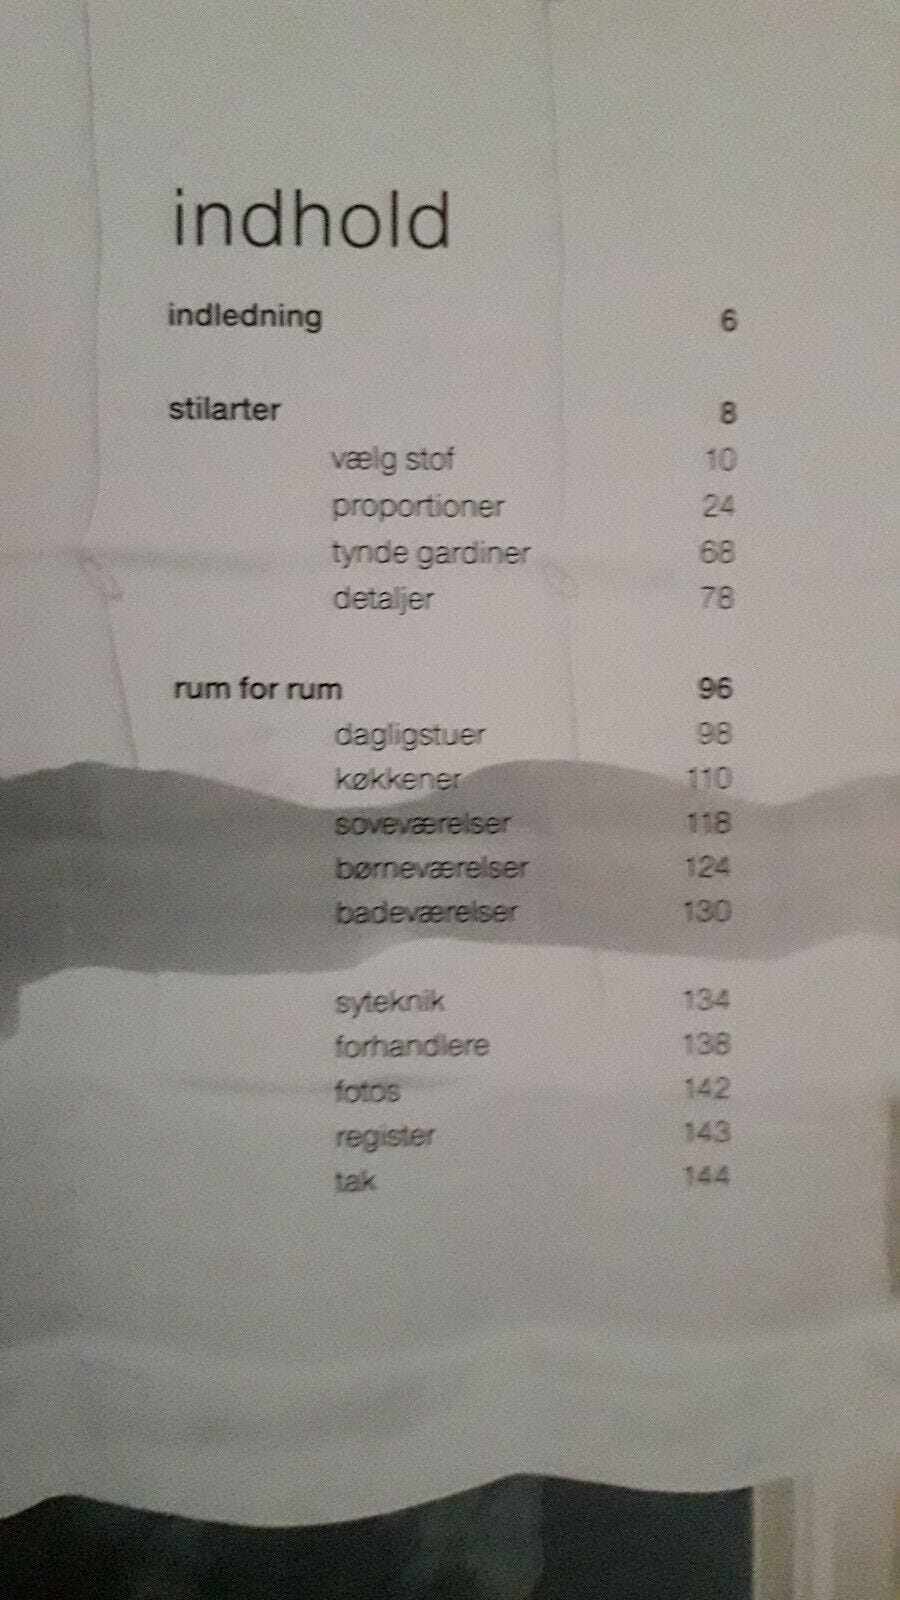 indhold
indledning 6
stilarter 8
vælg stof 10
proportioner 24
tynde gardiner 68
detaljer 78
rum for rum 96
dagligstuer 98
køkkener 110
soveværelser 118
børneværelser 124
badeværelser 130
syteknik 134
forhandlere 138
fotos 142
register 143
tak 144